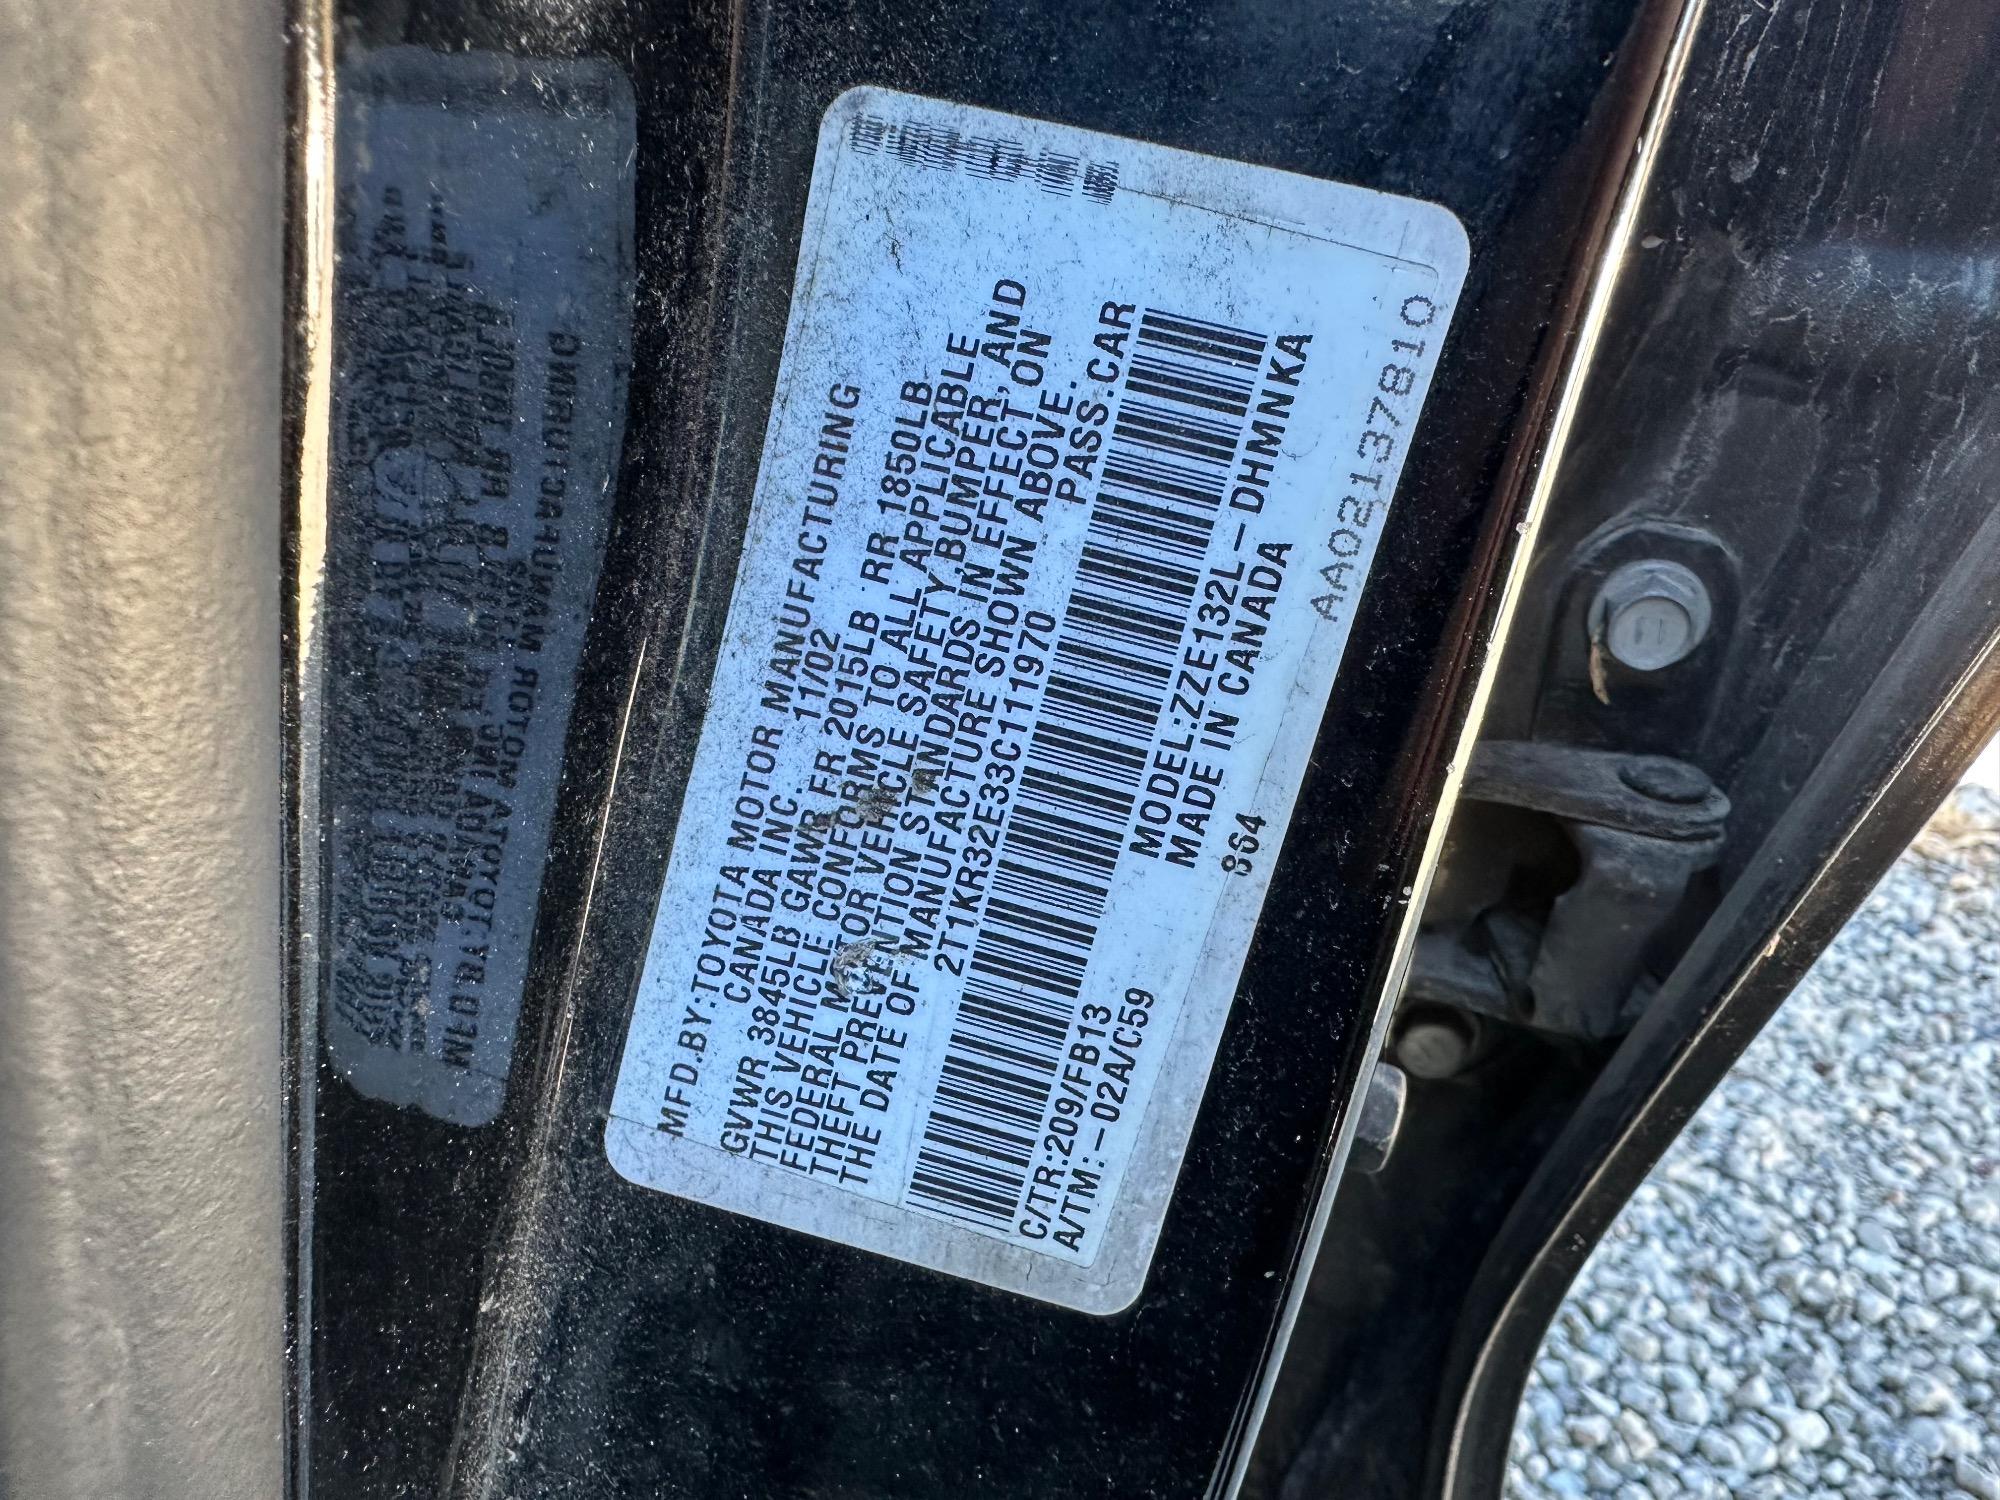 MFD.BY:TOYOTA MOTOR MANUFACTURING
CANADA INC. 11/02
GVWR 3845LB GAWR FR 2015LB RR 1850LB
THIS VEHICLE CONFORMS TO ALL APPLICABLE
FEDERAL MOTOR VEHICLE SAFETY,BUMPER, AND
THEFT PREVENTION STANDARDS IN EFFECT ON
THE DATE OF MANUFACTURE SHOWN ABOVE.
2T1KR32E33C111970 PASS.CAR
C/TR:209/FB13 MODEL:ZZE132L-DHMNKA
A/TM:-02A/C59 MADE IN CANADA
864
AA02137810